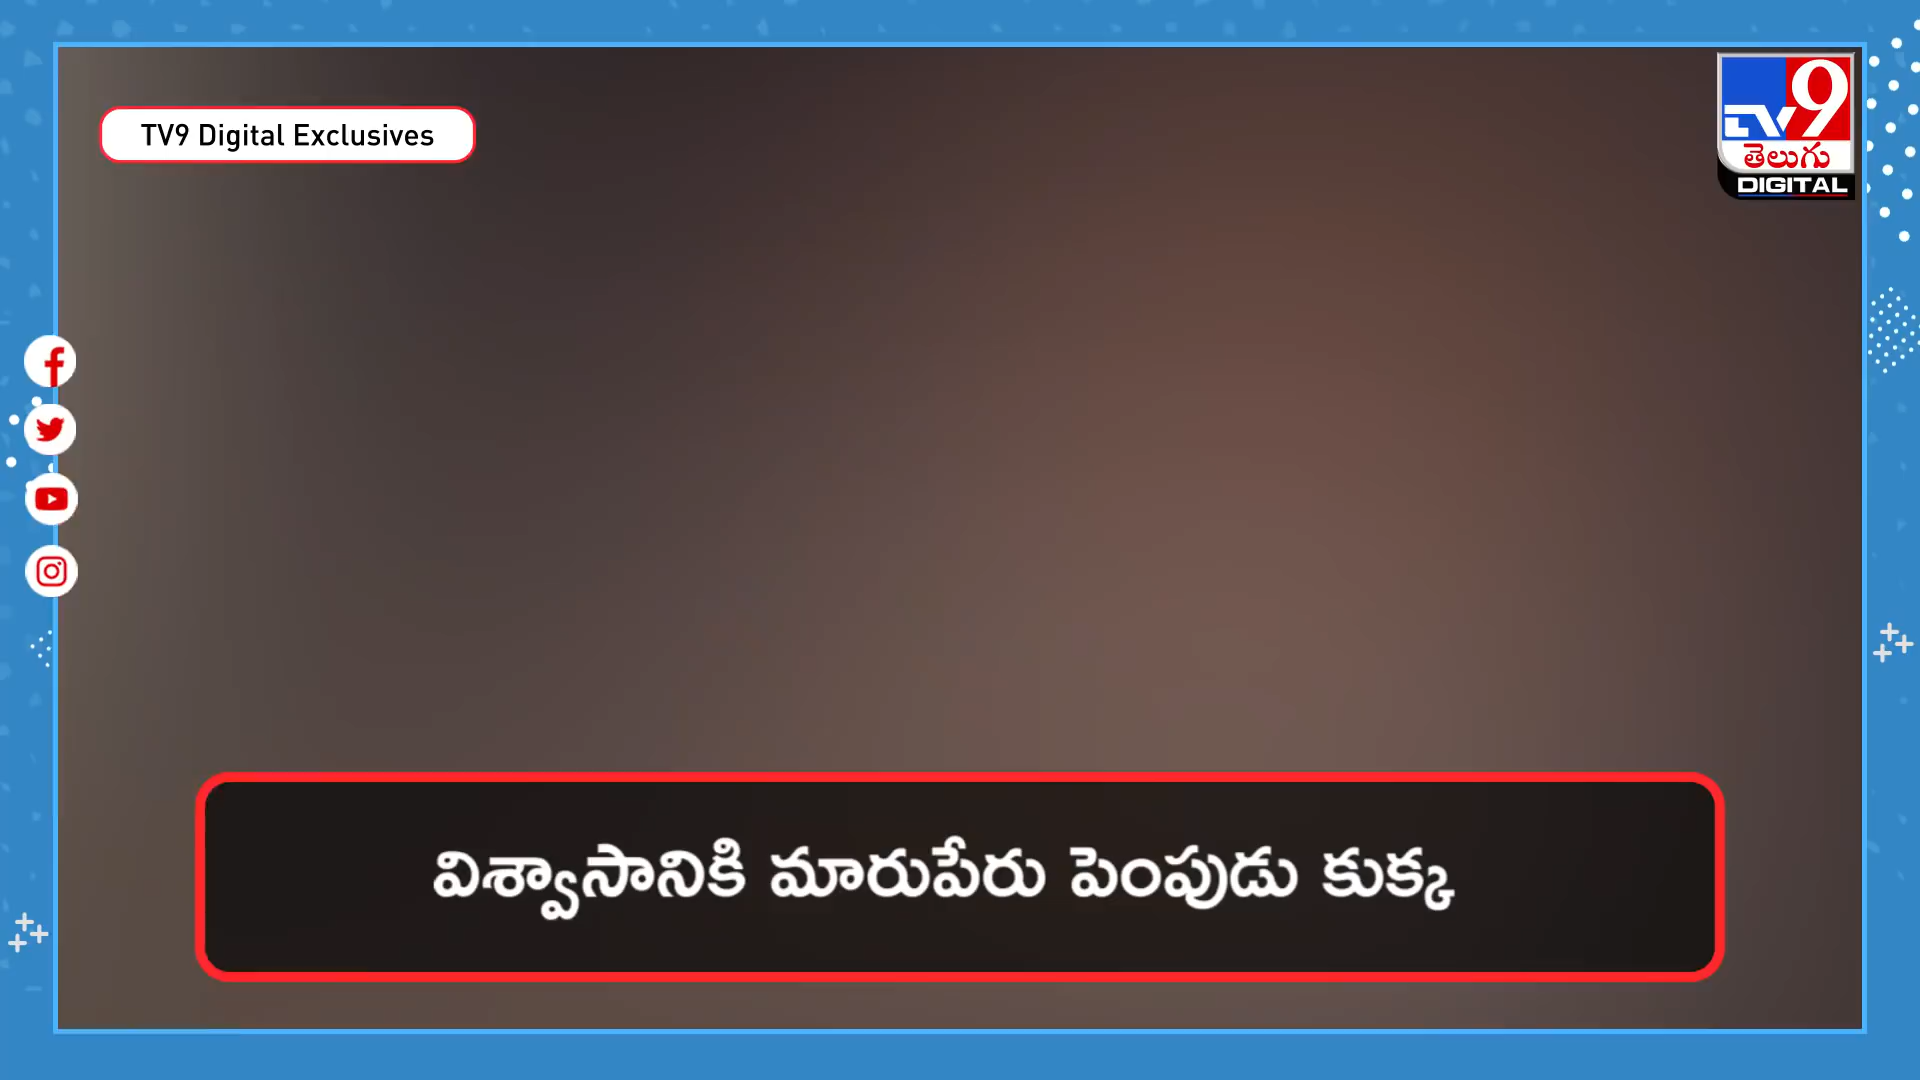 TV9 Digital Exclusives
TV9
తెలుగు
DIGITAL
విశ్వాసానికి మారుపేరు పెంపుడు కుక్క